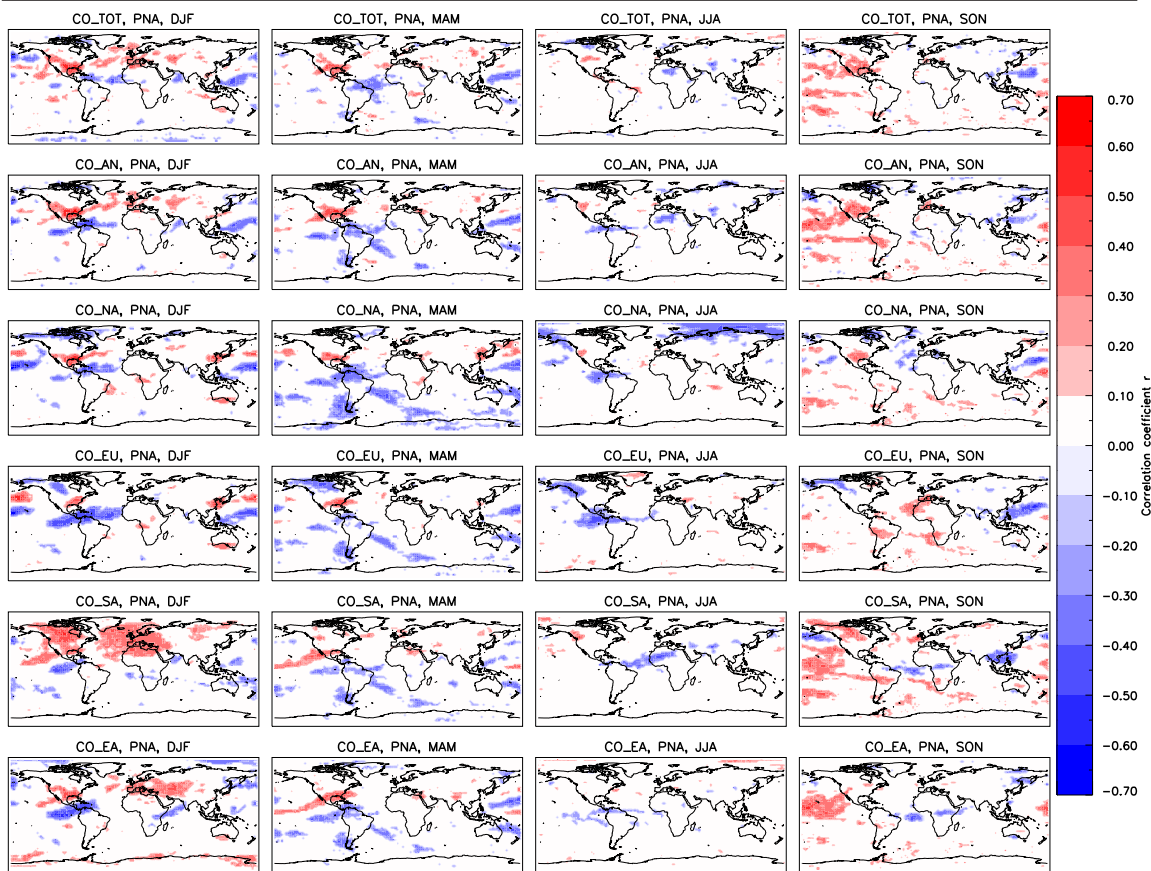 CO_TOT, PNA, DJF
CO_TOT, PNA, MAM
CO_TOT, PNA, JJA
CO_TOT, PNA, SON
CO_AN, PNA, DJF
CO_AN, PNA, MAM
CO_AN, PNA, JJA
CO_AN, PNA, SON
CO_NA, PNA, DJF
CO_NA, PNA, MAM
CO_NA, PNA, JJA
CO_NA, PNA, SON
CO_EU, PNA, DJF
CO_EU, PNA, MAM
CO_EU, PNA, JJA
CO_EU, PNA, SON
CO_SA, PNA, DJF
CO_SA, PNA, MAM
CO_SA, PNA, JJA
CO_SA, PNA, SON
CO_EA, PNA, DJF
CO_EA, PNA, MAM
CO_EA, PNA, JJA
CO_EA, PNA, SON
0.70
0.60
0.50
0.40
0.30
0.20
0.10
0.00
−0.10
−0.20
−0.30
−0.40
−0.50
−0.60
−0.70
Correlation coefficient r